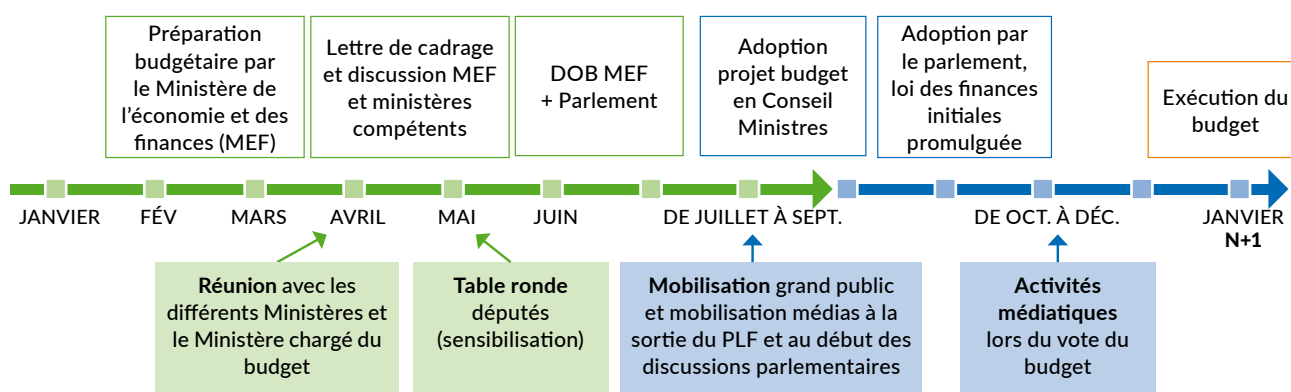 Préparation
budgétaire par
le Ministère de
l'économie et des
finances (MEF)
Lettre de cadrage
et discussion MEF
et ministères
compétents
DOB MEF
+ Parlement
Adoption
projet budget
en Conseil
Ministres
Adoption par
le parlement,
loi des finances
initiales
promulguée
Exécution du
budget
JANVIER
FÉV
MARS
AVRIL
MAI
JUIN
DE JUILLET À SEPT.
DE OCT. À DÉC.
JANVIER
N+1
Réunion avec les
différents Ministères et
le Ministère chargé du
budget
Table ronde
députés
(sensibilisation)
Mobilisation grand public
et mobilisation médias à la
sortie du PLF et au début des
discussions parlementaires
Activités
médiatiques
lors du vote du
budget